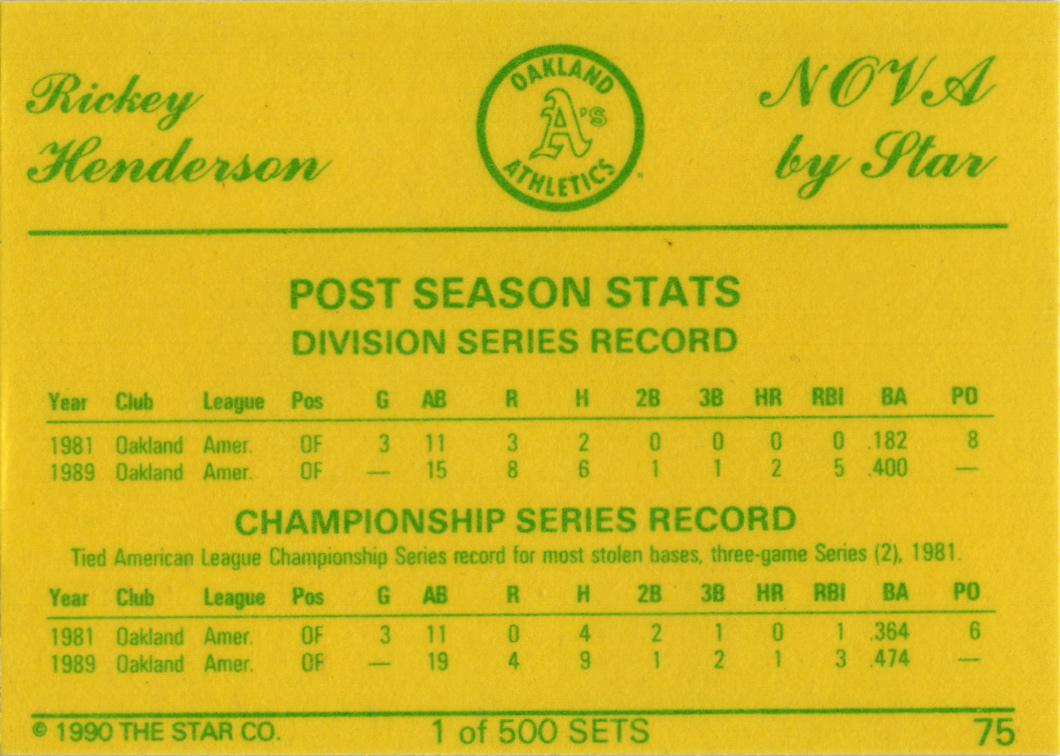 Rickey
Henderson
OAKLAND
A's
ATHLETICS
NOVA
by Star
POST SEASON STATS
DIVISION SERIES RECORD
Year Club League Pos G AB R H 2B 3B HR RBI BA PO
1981 Oakland Amer. OF 3 11 3 2 0 0 0 0 .182 8
1989 Oakland Amer. OF — 15 8 6 1 1 2 5 .400 —
CHAMPIONSHIP SERIES RECORD
Tied American League Championship Series record for most stolen bases, three-game Series (2), 1981.
Year Club League Pos G AB R H 2B 3B HR RBI BA PO
1981 Oakland Amer. OF 3 11 0 4 2 1 0 1 .364 6
1989 Oakland Amer. OF — 19 4 9 1 2 1 3 .474 —
© 1990 THE STAR CO. 1 of 500 SETS 75